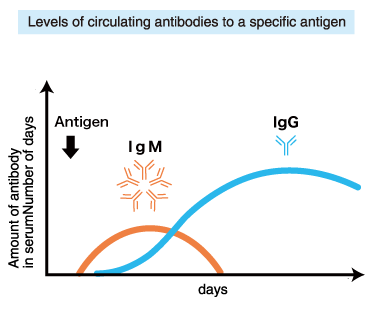 Levels of circulating antibodies to a specific antigen
Antigen
IgM
IgG
Amount of antibody
in serumNumber of days
days